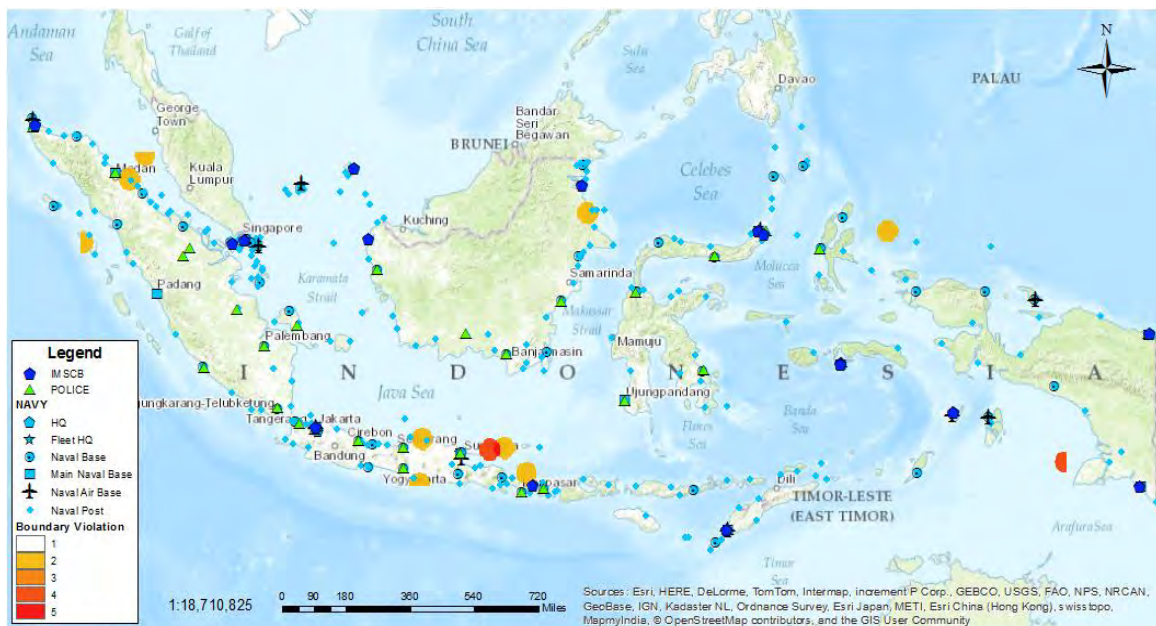 Andaman
Sea
Gulf of
Thailand
South
China Sea
Sulu
Sea
Davao
PALAU
N
George
Town
Bandar
Seri
Begawan
BRUNEI
Medan
Kuala
Lumpur
Celebes
Sea
Kuching
Singapore
Samarinda
Molucca
Sea
Padang
Karamata
Strait
Makassar
Strait
Palembang
Mamuju
Banjarmasin
I N D O N E S I A
Java Sea
Ujungpandang
Banda
Sea
Flores
Sea
jungkarang-Telubketung
Tangerang
Jakarta
Cirebon
Bandung
Yogyakarta
Dili
TIMOR-LESTE
(EAST TIMOR)
Arafura Sea
Timor
Sea
Legend
IMSCB
POLICE
NAVY
HQ
Fleet HQ
Naval Base
Main Naval Base
Naval Air Base
Naval Post
Boundary Violation
1
2
3
4
5
1:18,710,825
0 90 180 360 540 720
Miles
Sources: Esri, HERE, DeLorme, TomTom, Intermap, increment P Corp., GEBCO, USGS, FAO, NPS, NRCAN,
GeoBase, IGN, Kadaster NL, Ordnance Survey, Esri Japan, METI, Esri China (Hong Kong), swisstopo,
MapmyIndia, © OpenStreetMap contributors, and the GIS User Community